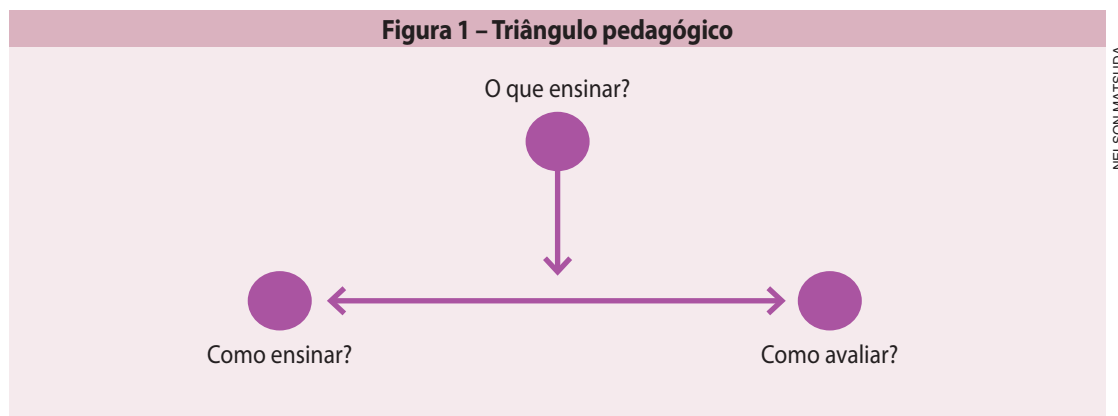 Figura 1 – Triângulo pedagógico
O que ensinar?
Como ensinar?
Como avaliar?
NELSON MATSUDA